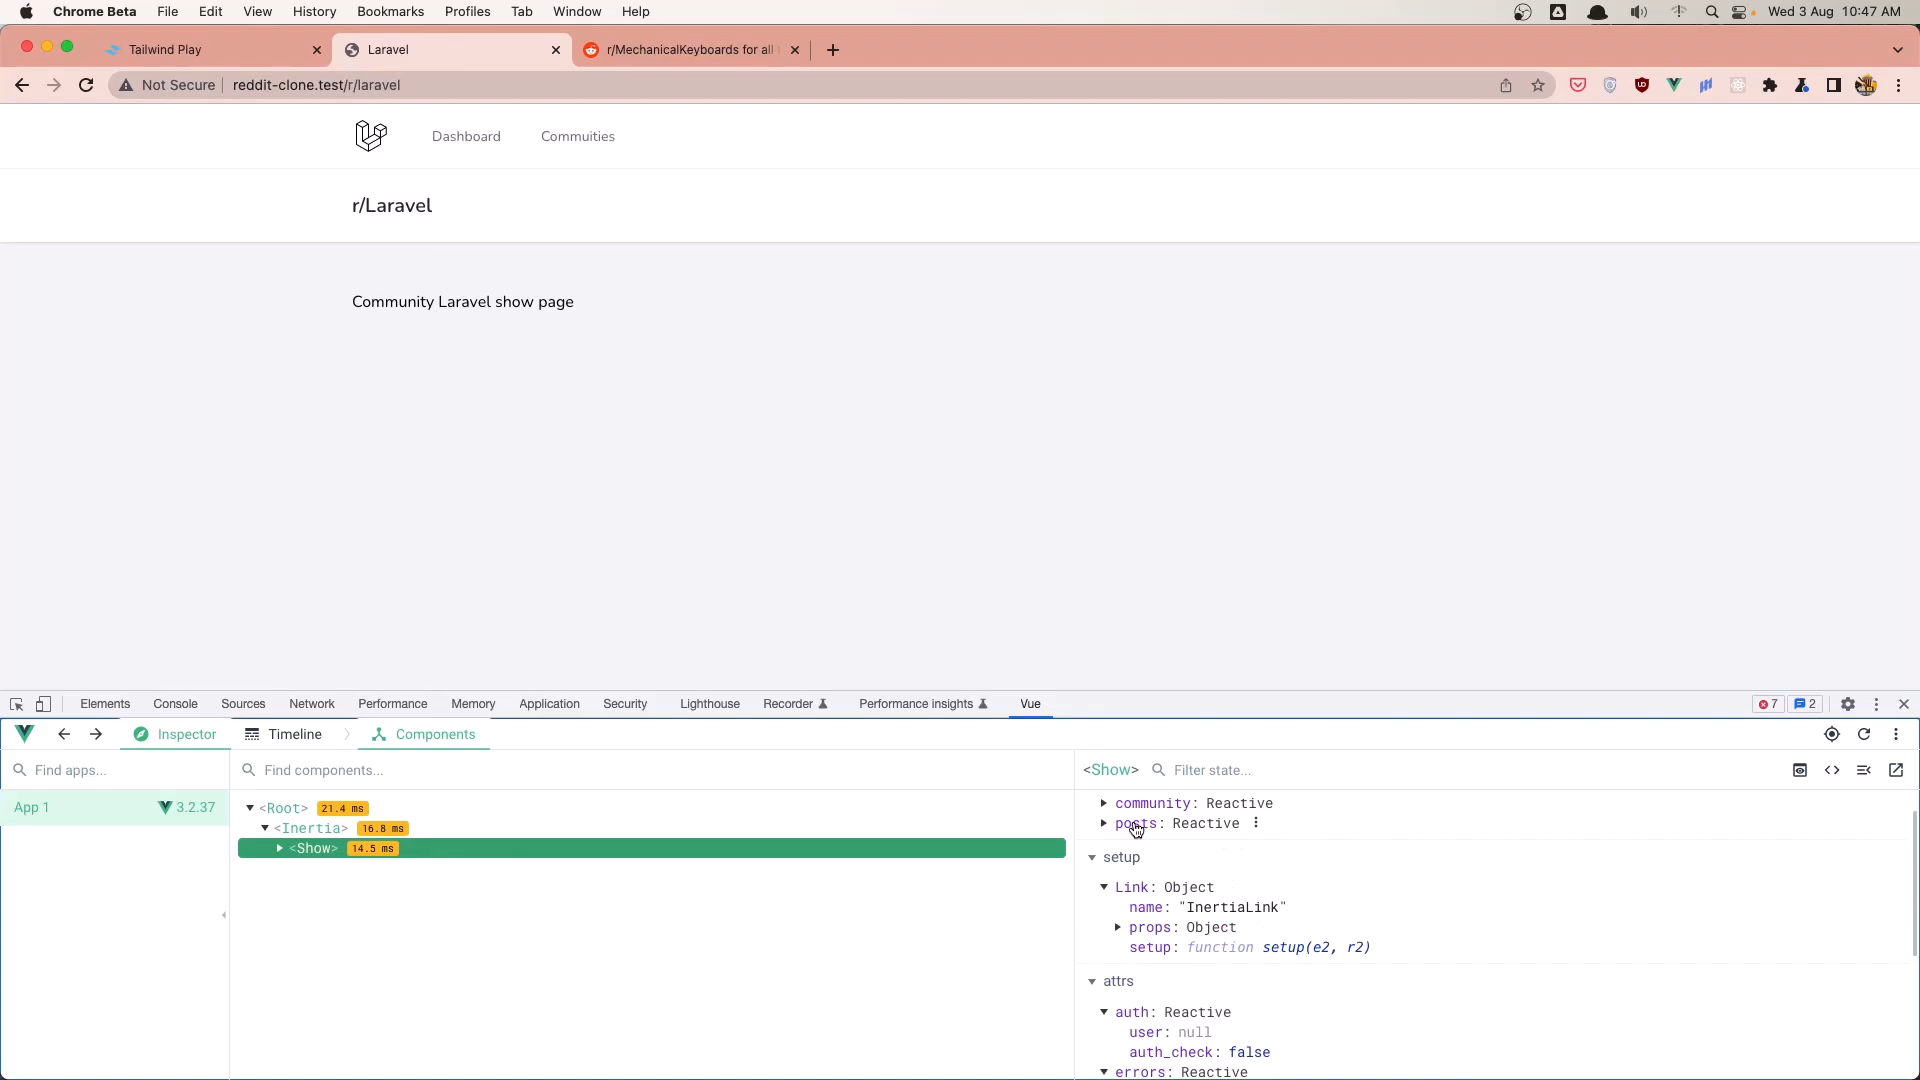 Chrome Beta File Edit View History Bookmarks Profiles Tab Window Help Wed 3 Aug 10:47 AM
Tailwind Play Laravel r/MechanicalKeyboards for all
Not Secure reddit-clone.test/r/laravel
Dashboard Commuities
r/Laravel
Community Laravel show page
Elements Console Sources Network Performance Memory Application Security Lighthouse Recorder Performance insights Vue 7 2
Inspector Timeline Components
Find apps... Find components... <Show> Filter state...
App 1 3.2.37
<Root> 21.4 ms
<Inertia> 16.8 ms
<Show> 14.5 ms
community: Reactive
posts: Reactive
setup
Link: Object
name: "InertiaLink"
props: Object
setup: function setup(e2, r2)
attrs
auth: Reactive
user: null
auth_check: false
errors: Reactive